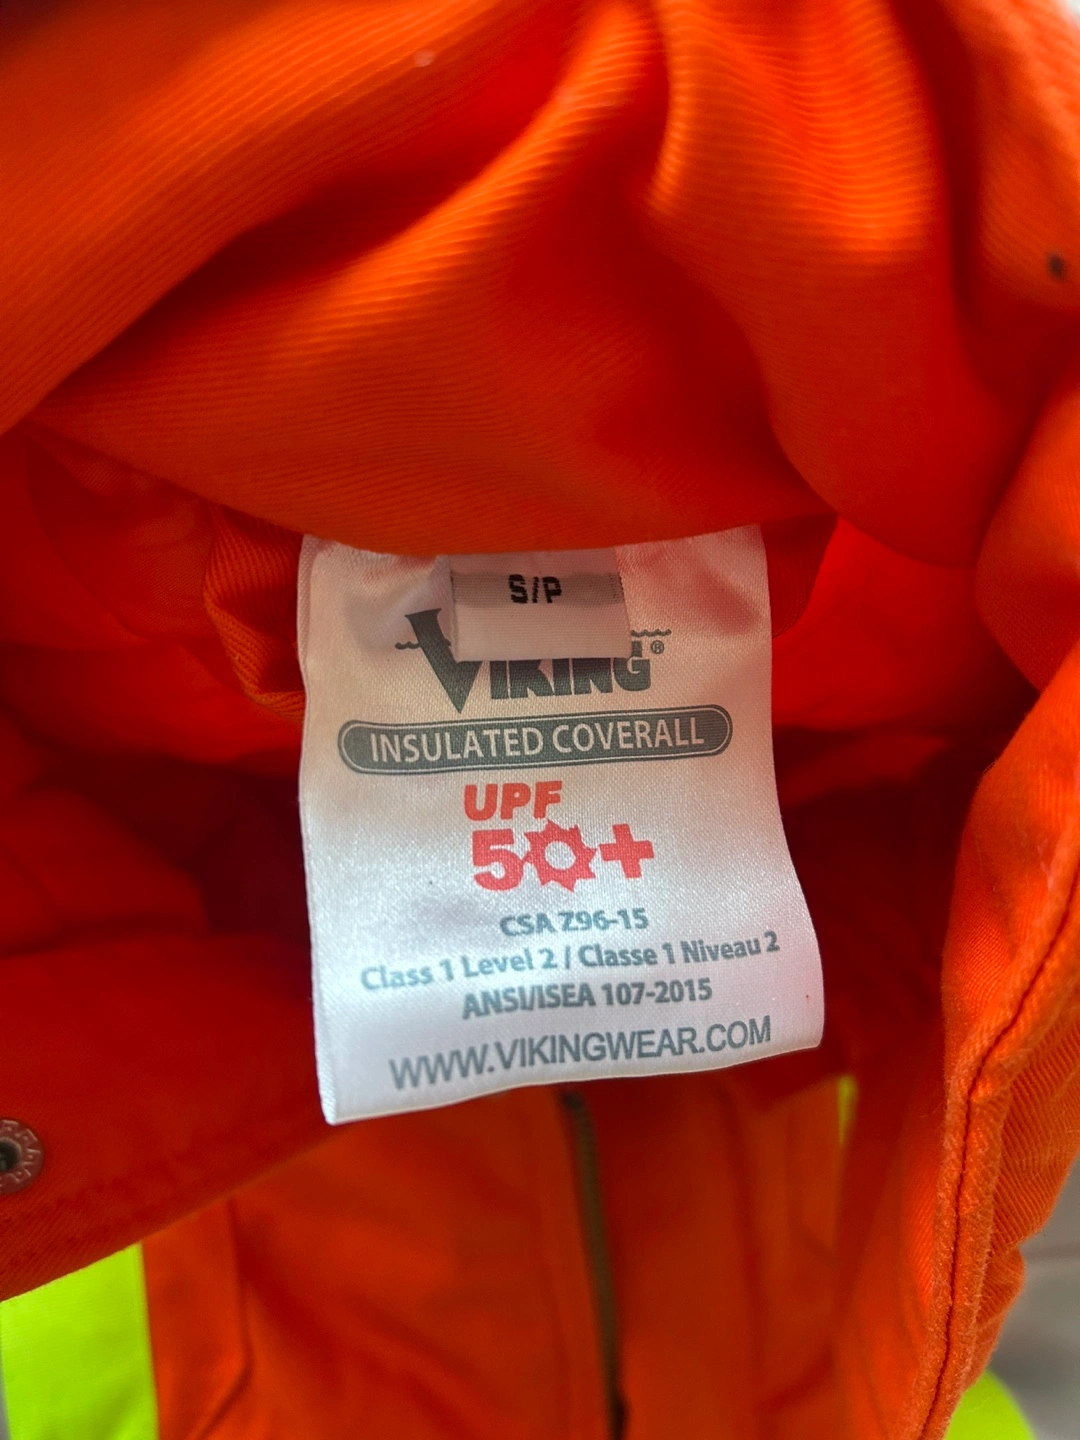 S/P
VIKING®
INSULATED COVERALL
UPF
50+
CSA Z96-15
Class 1 Level 2 / Classe 1 Niveau 2
ANSI/ISEA 107-2015
WWW.VIKINGWEAR.COM